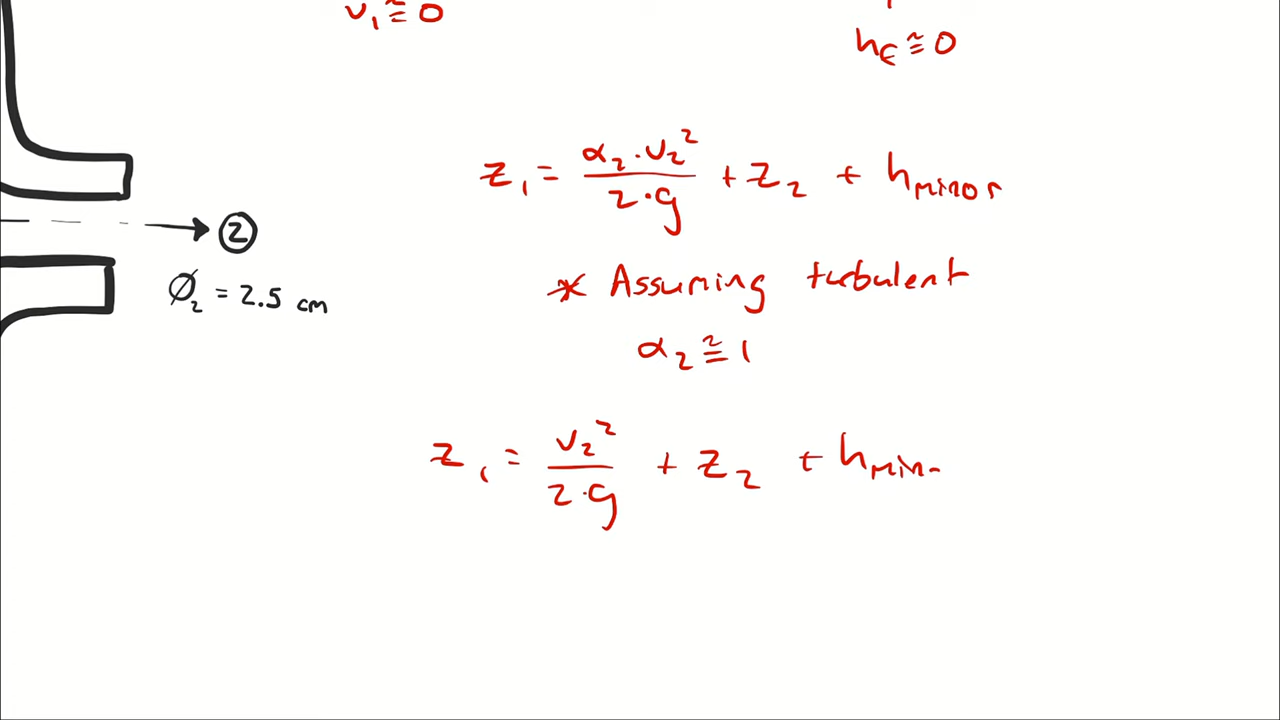 v₁ ≅ 0
h_f ≅ 0
z₁ = α₂·v₂² / 2·g + z₂ + h_minor
②
* Assuming turbulent
∅₂ = 2.5 cm
α₂ ≅ 1
z₁ = v₂² / 2·g + z₂ + h_min-